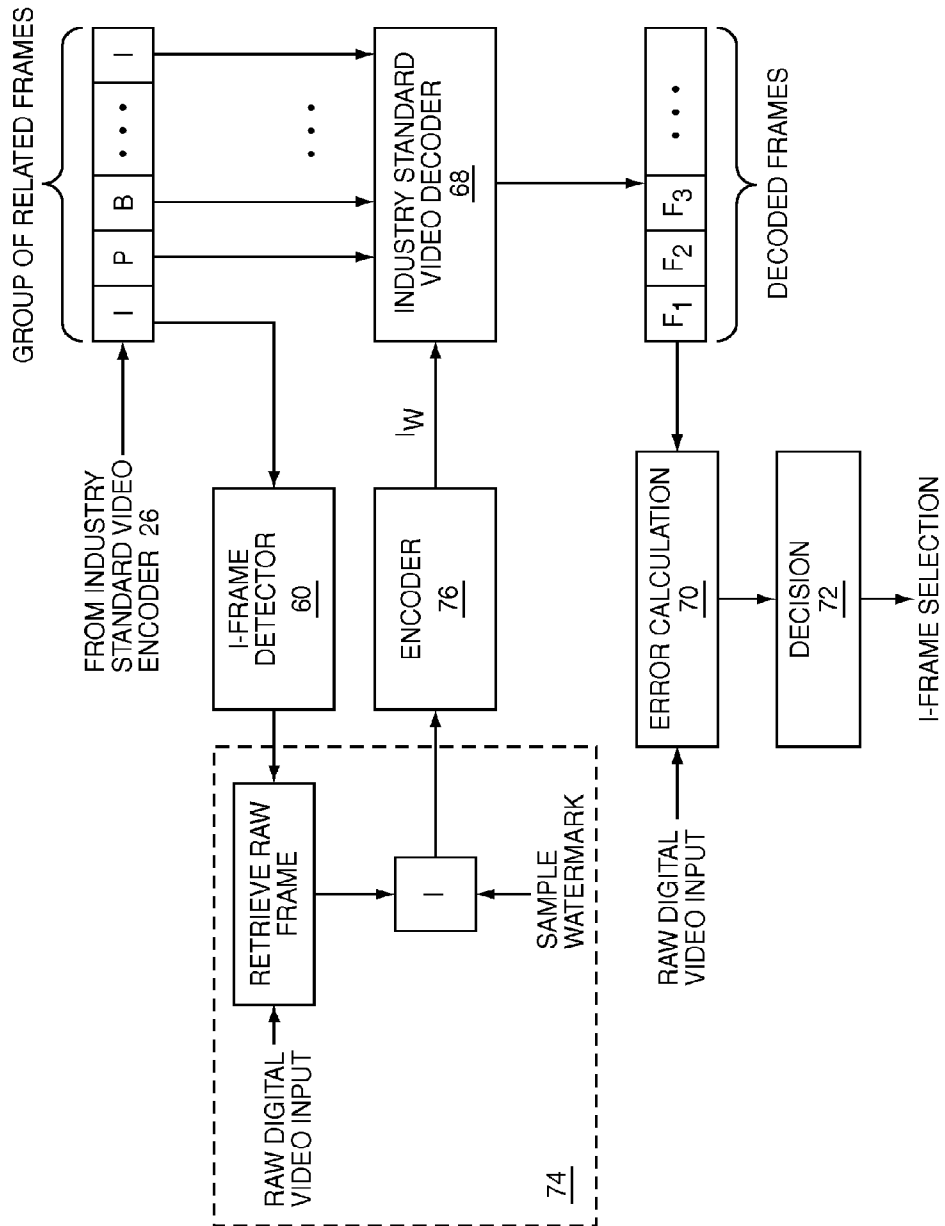 GROUP OF RELATED FRAMES
I P B ••• I
FROM INDUSTRY
STANDARD VIDEO
ENCODER 26
I-FRAME
DETECTOR
60
•••
INDUSTRY STANDARD
VIDEO DECODER
68
RETRIEVE RAW
FRAME
RAW DIGITAL
VIDEO INPUT
I
SAMPLE
WATERMARK
74
ENCODER
76
IW
F1 F2 F3 •••
DECODED FRAMES
RAW DIGITAL
VIDEO INPUT
ERROR CALCULATION
70
DECISION
72
I-FRAME SELECTION